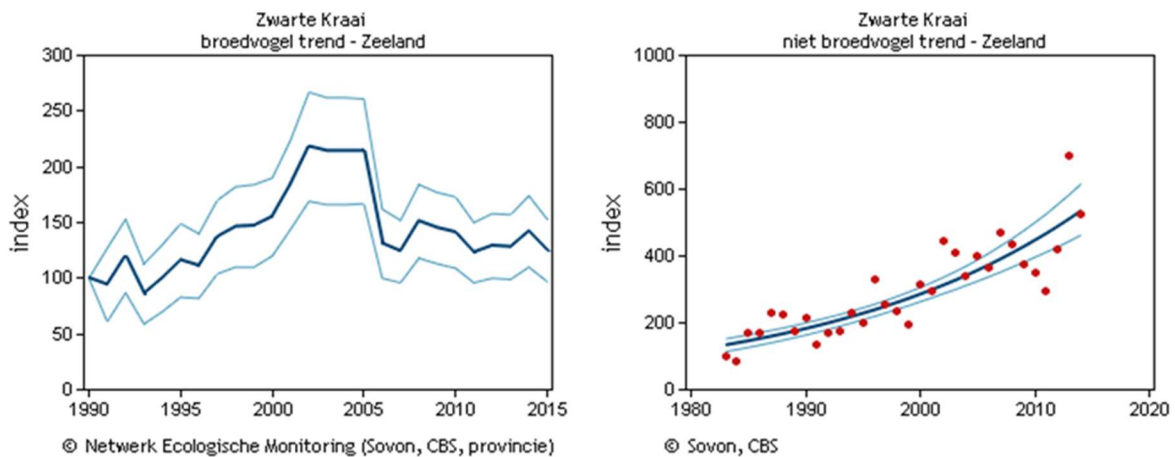 Zwarte Kraai
broedvogel trend - Zeeland
300
250
200
150
100
50
0
index
1990 1995 2000 2005 2010 2015
© Netwerk Ecologische Monitoring (Sovon, CBS, provincie)
Zwarte Kraai
niet broedvogel trend - Zeeland
1000
800
600
400
200
0
index
1980 1990 2000 2010 2020
© Sovon, CBS